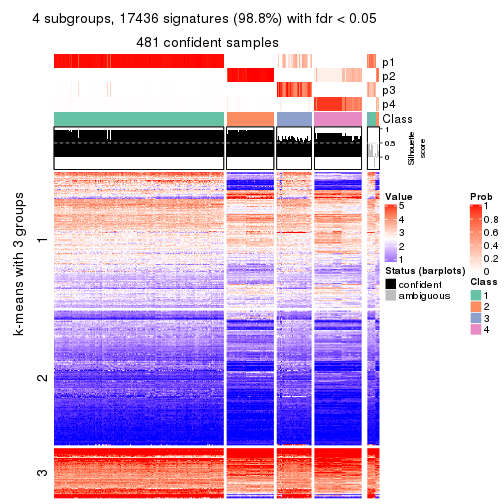 4 subgroups, 17436 signatures (98.8%) with fdr < 0.05
481 confident samples
p1
p2
p3
p4
Class
1
0.5
0
Silhouette
score
k-means with 3 groups
1
2
3
Value
5
4
3
2
1
Status (barplots)
confident
ambiguous
Prob
1
0.8
0.6
0.4
0.2
0
Class
1
2
3
4